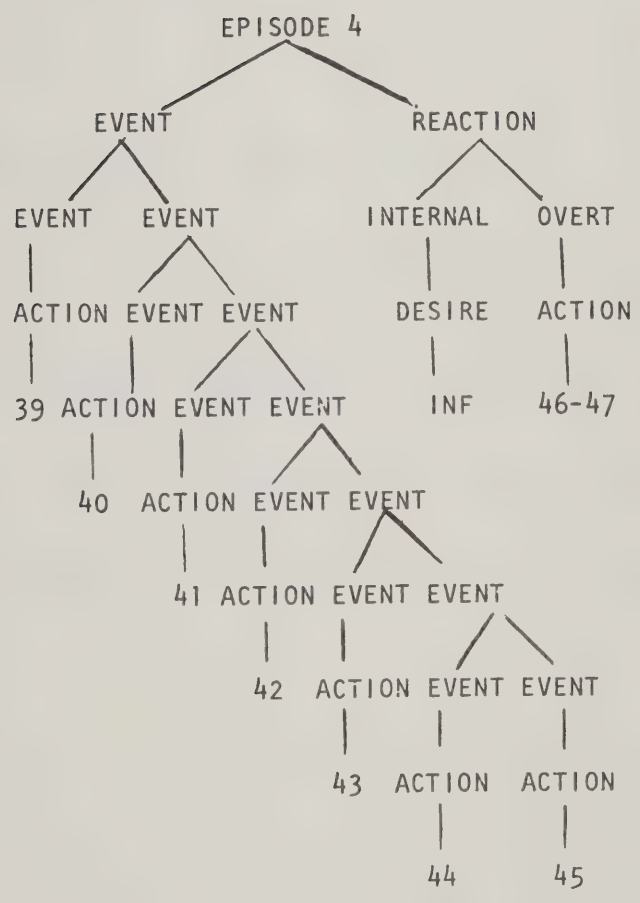 EPISODE 4
EVENT REACTION
EVENT EVENT INTERNAL OVERT
ACTION EVENT EVENT DESIRE ACTION
39 ACTION EVENT EVENT INF 46-47
40 ACTION EVENT EVENT
41 ACTION EVENT EVENT
42 ACTION EVENT EVENT
43 ACTION ACTION
44 45